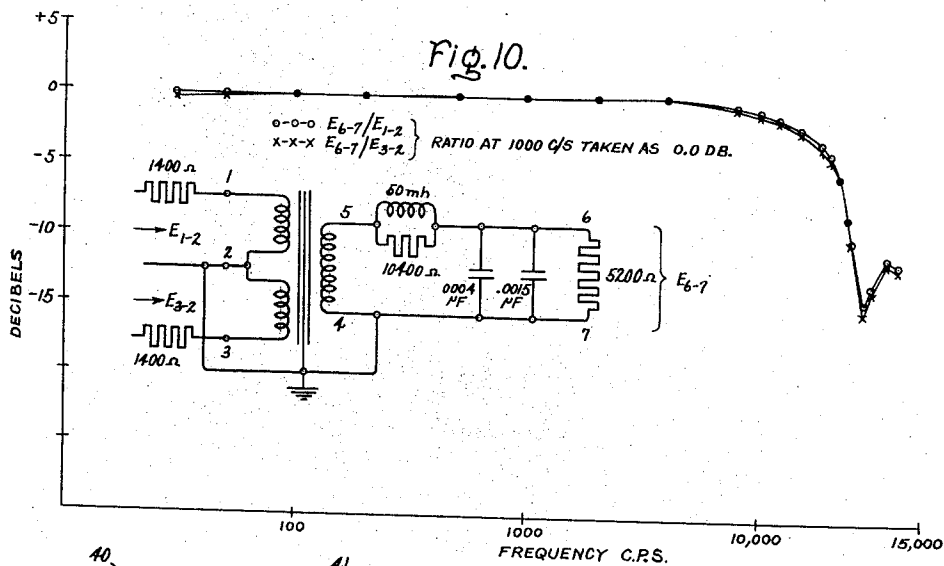 Fig.10.
+5
0
-5
-10
-15
DECIBELS
o-o-o E6-7/E1-2
x-x-x E6-7/E3-2
RATIO AT 1000 C/S TAKEN AS 0.0 DB.
1400 Ω
1
E1-2
2
E3-2
3
1400 Ω
5
4
50mh
10400 Ω
.0004 µF
.0015 µF
6
7
5200 Ω
E6-7
100
1000
10,000
15,000
FREQUENCY C.P.S.
40
41